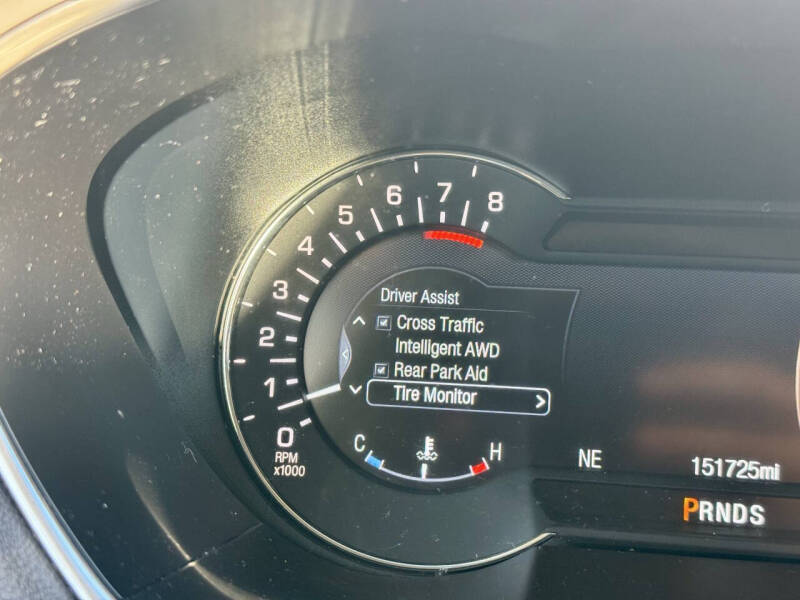 8
7
6
5
4
3
2
1
0
RPM
x1000
Driver Assist
Cross Traffic
Intelligent AWD
Rear Park Aid
Tire Monitor
C
H
NE
151725mi
PRNDS